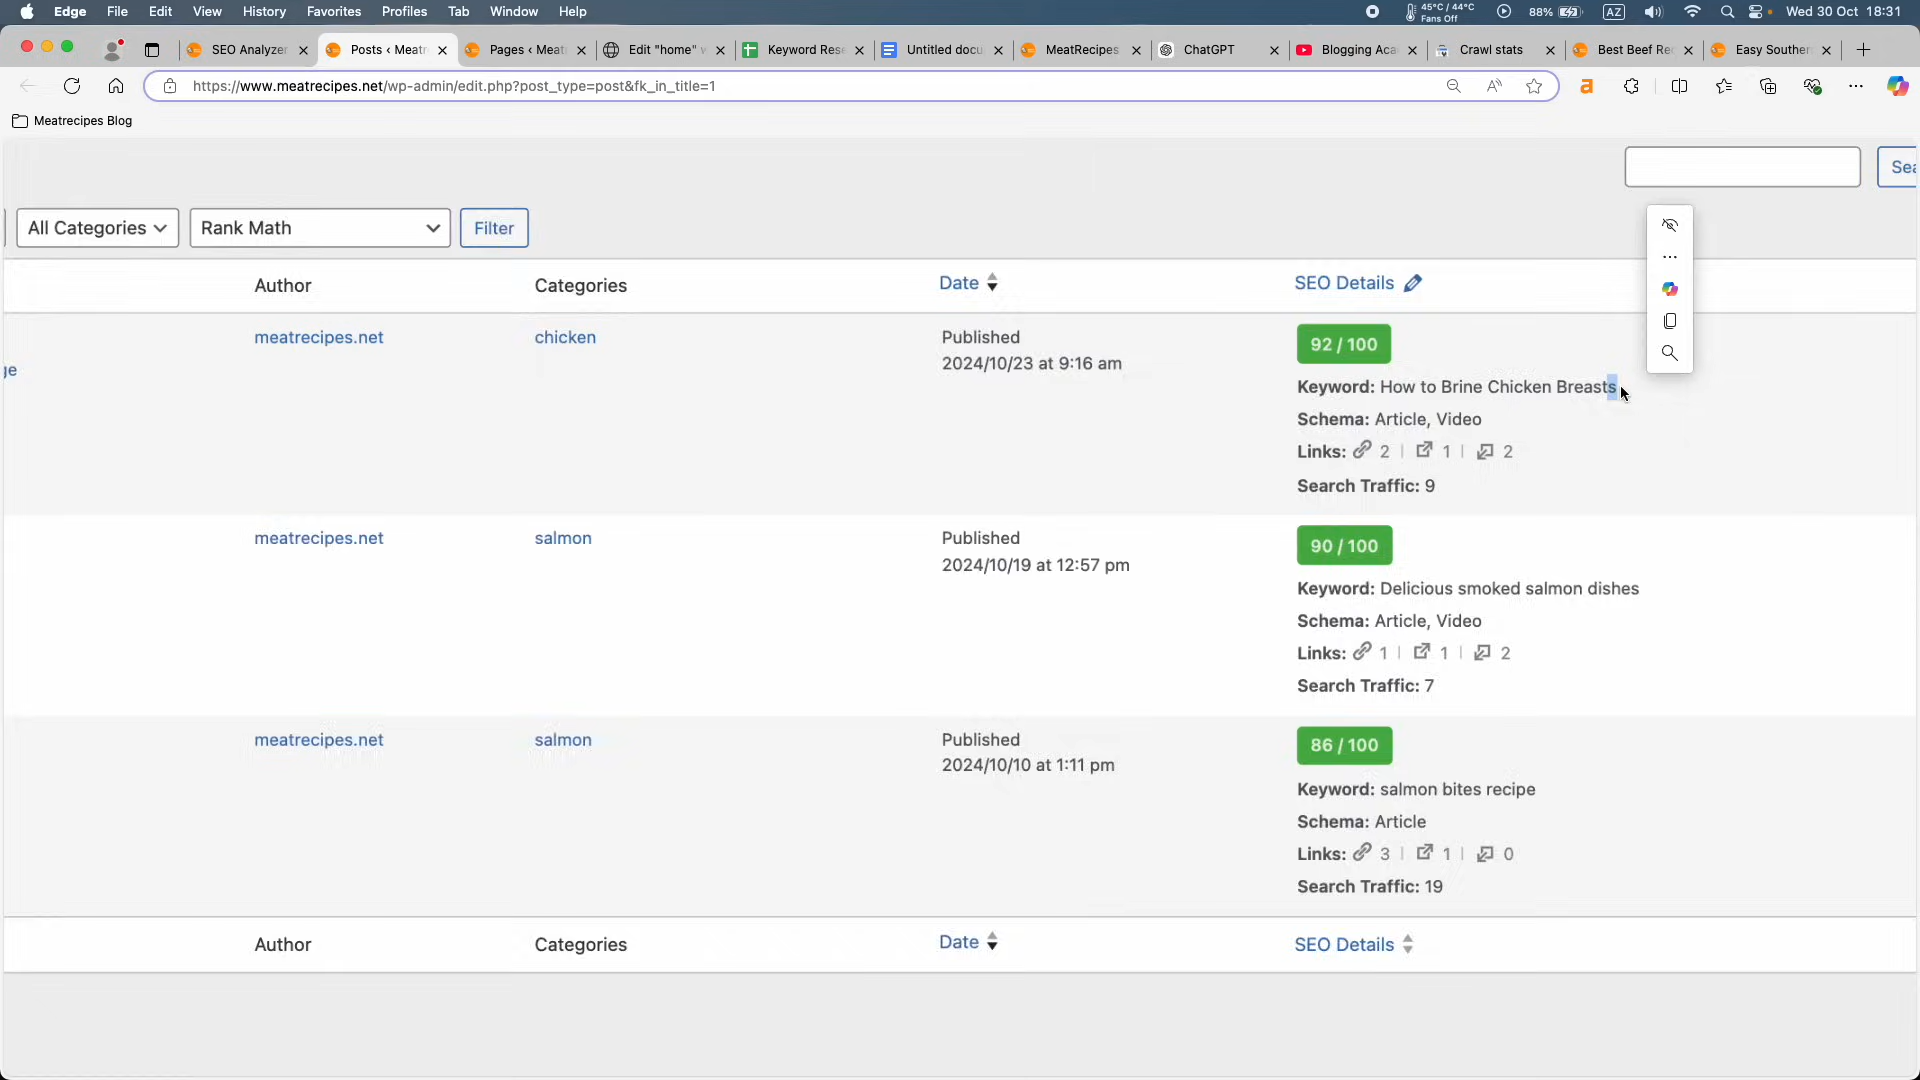 Edge File Edit View History Favorites Profiles Tab Window Help 45°C / 44°C Fans Off 88% AZ Wed 30 Oct 18:31
SEO Analyzer Posts ‹ Meatr Pages ‹ Meat Edit "home" Keyword Rese Untitled docu MeatRecipes ChatGPT Blogging Aca Crawl stats Best Beef Re Easy Souther
https://www.meatrecipes.net/wp-admin/edit.php?post_type=post&fk_in_title=1
Meatrecipes Blog
Sea
All Categories Rank Math Filter
Author Categories Date SEO Details
meatrecipes.net chicken Published 92 / 100
ge 2024/10/23 at 9:16 am
Keyword: How to Brine Chicken Breasts
Schema: Article, Video
Links: 2 | 1 | 2
Search Traffic: 9
meatrecipes.net salmon Published 90 / 100
2024/10/19 at 12:57 pm
Keyword: Delicious smoked salmon dishes
Schema: Article, Video
Links: 1 | 1 | 2
Search Traffic: 7
meatrecipes.net salmon Published 86 / 100
2024/10/10 at 1:11 pm
Keyword: salmon bites recipe
Schema: Article
Links: 3 | 1 | 0
Search Traffic: 19
Author Categories Date SEO Details